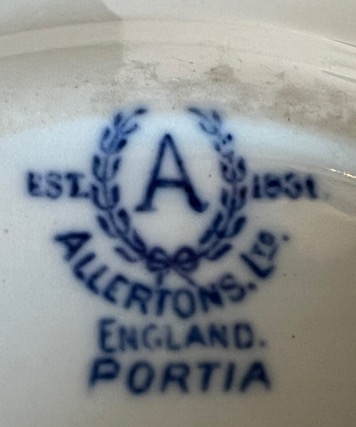 A
EST. 1831.
ALLERTONS. LTD.
ENGLAND.
PORTIA